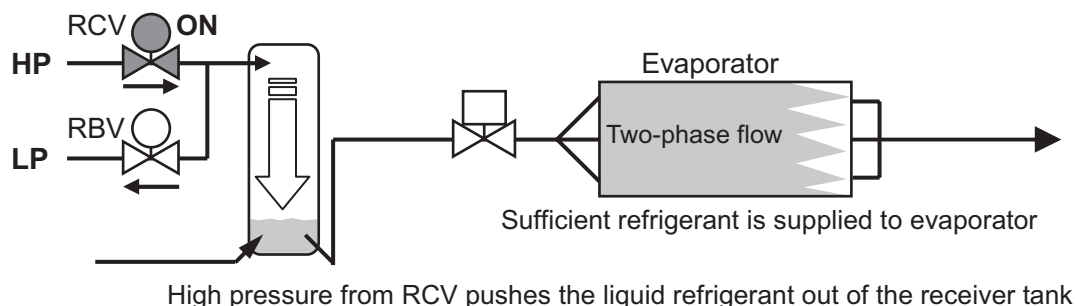 RCV ON
HP
RBV
LP
Evaporator
Two-phase flow
Sufficient refrigerant is supplied to evaporator
High pressure from RCV pushes the liquid refrigerant out of the receiver tank